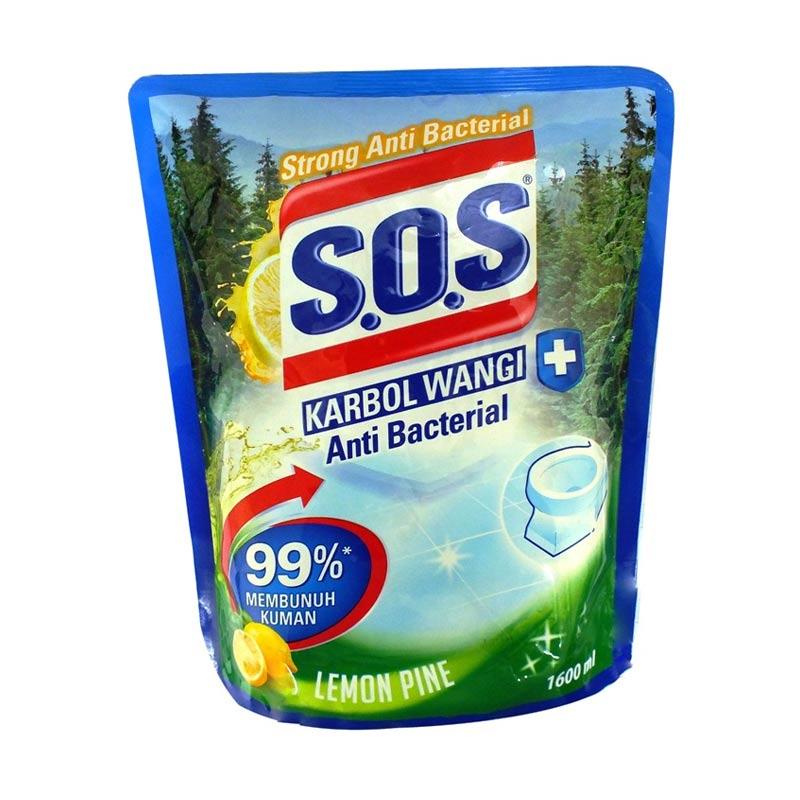 Strong Anti Bacterial
S.O.S®
KARBOL WANGI
Anti Bacterial
99%*
MEMBUNUH
KUMAN
LEMON PINE
1600 ml